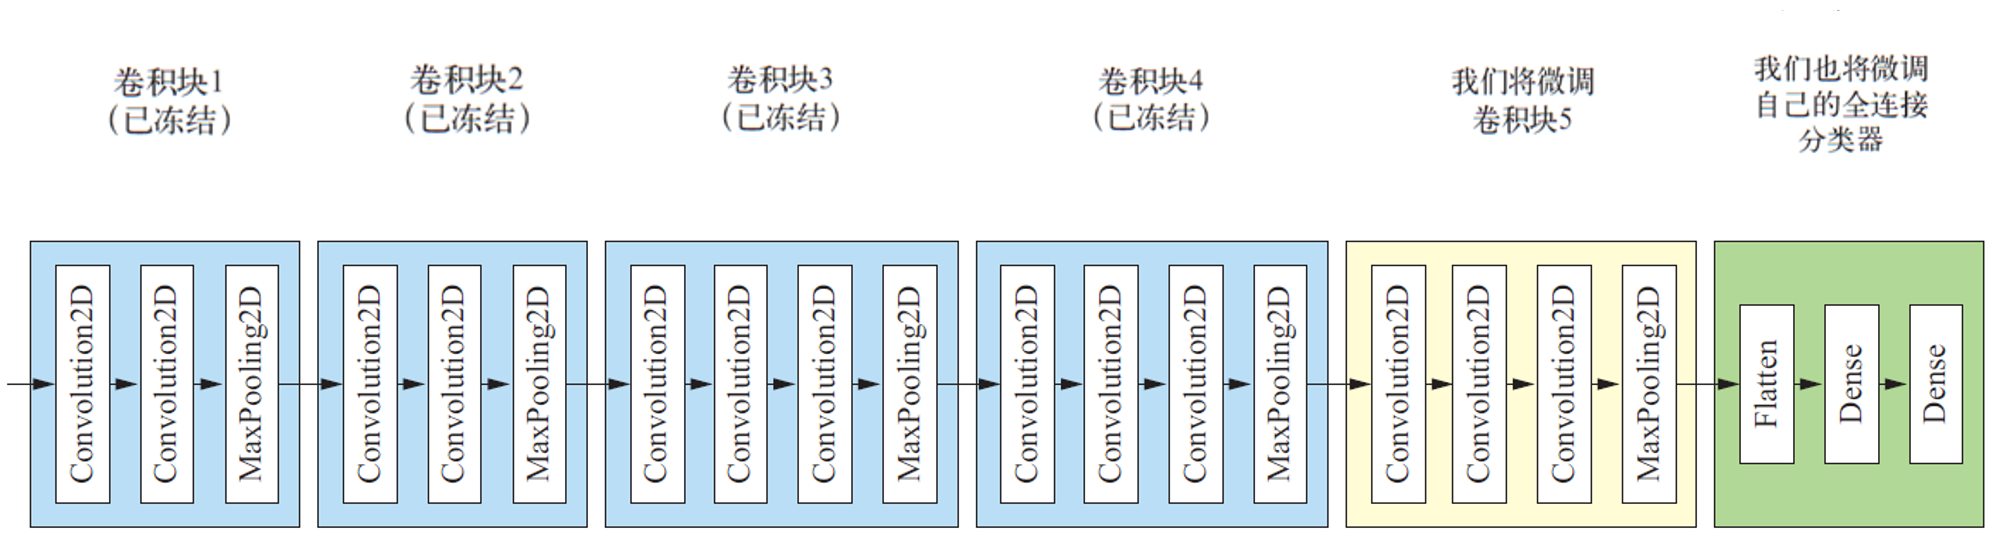 卷积块1
（已冻结）
卷积块2
（已冻结）
卷积块3
（已冻结）
卷积块4
（已冻结）
我们将微调
卷积块5
我们也将微调
自己的全连接
分类器
Convolution2D
Convolution2D
MaxPooling2D
Convolution2D
Convolution2D
MaxPooling2D
Convolution2D
Convolution2D
Convolution2D
MaxPooling2D
Convolution2D
Convolution2D
Convolution2D
MaxPooling2D
Convolution2D
Convolution2D
Convolution2D
MaxPooling2D
Flatten
Dense
Dense